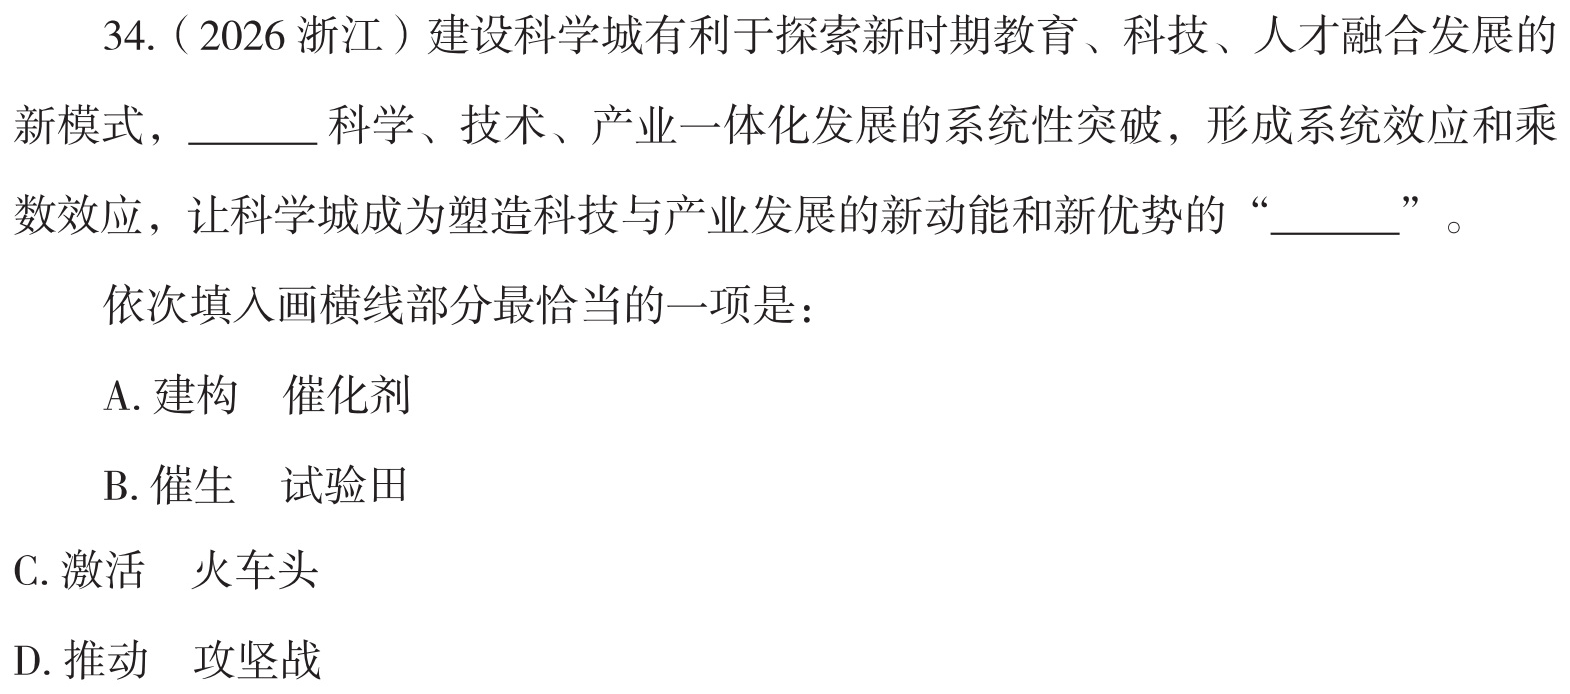 34.（2026 浙江）建设科学城有利于探索新时期教育、科技、人才融合发展的
新模式，______科学、技术、产业一体化发展的系统性突破，形成系统效应和乘
数效应，让科学城成为塑造科技与产业发展的新动能和新优势的“______”。
依次填入画横线部分最恰当的一项是：
A. 建构　催化剂
B. 催生　试验田
C. 激活　火车头
D. 推动　攻坚战